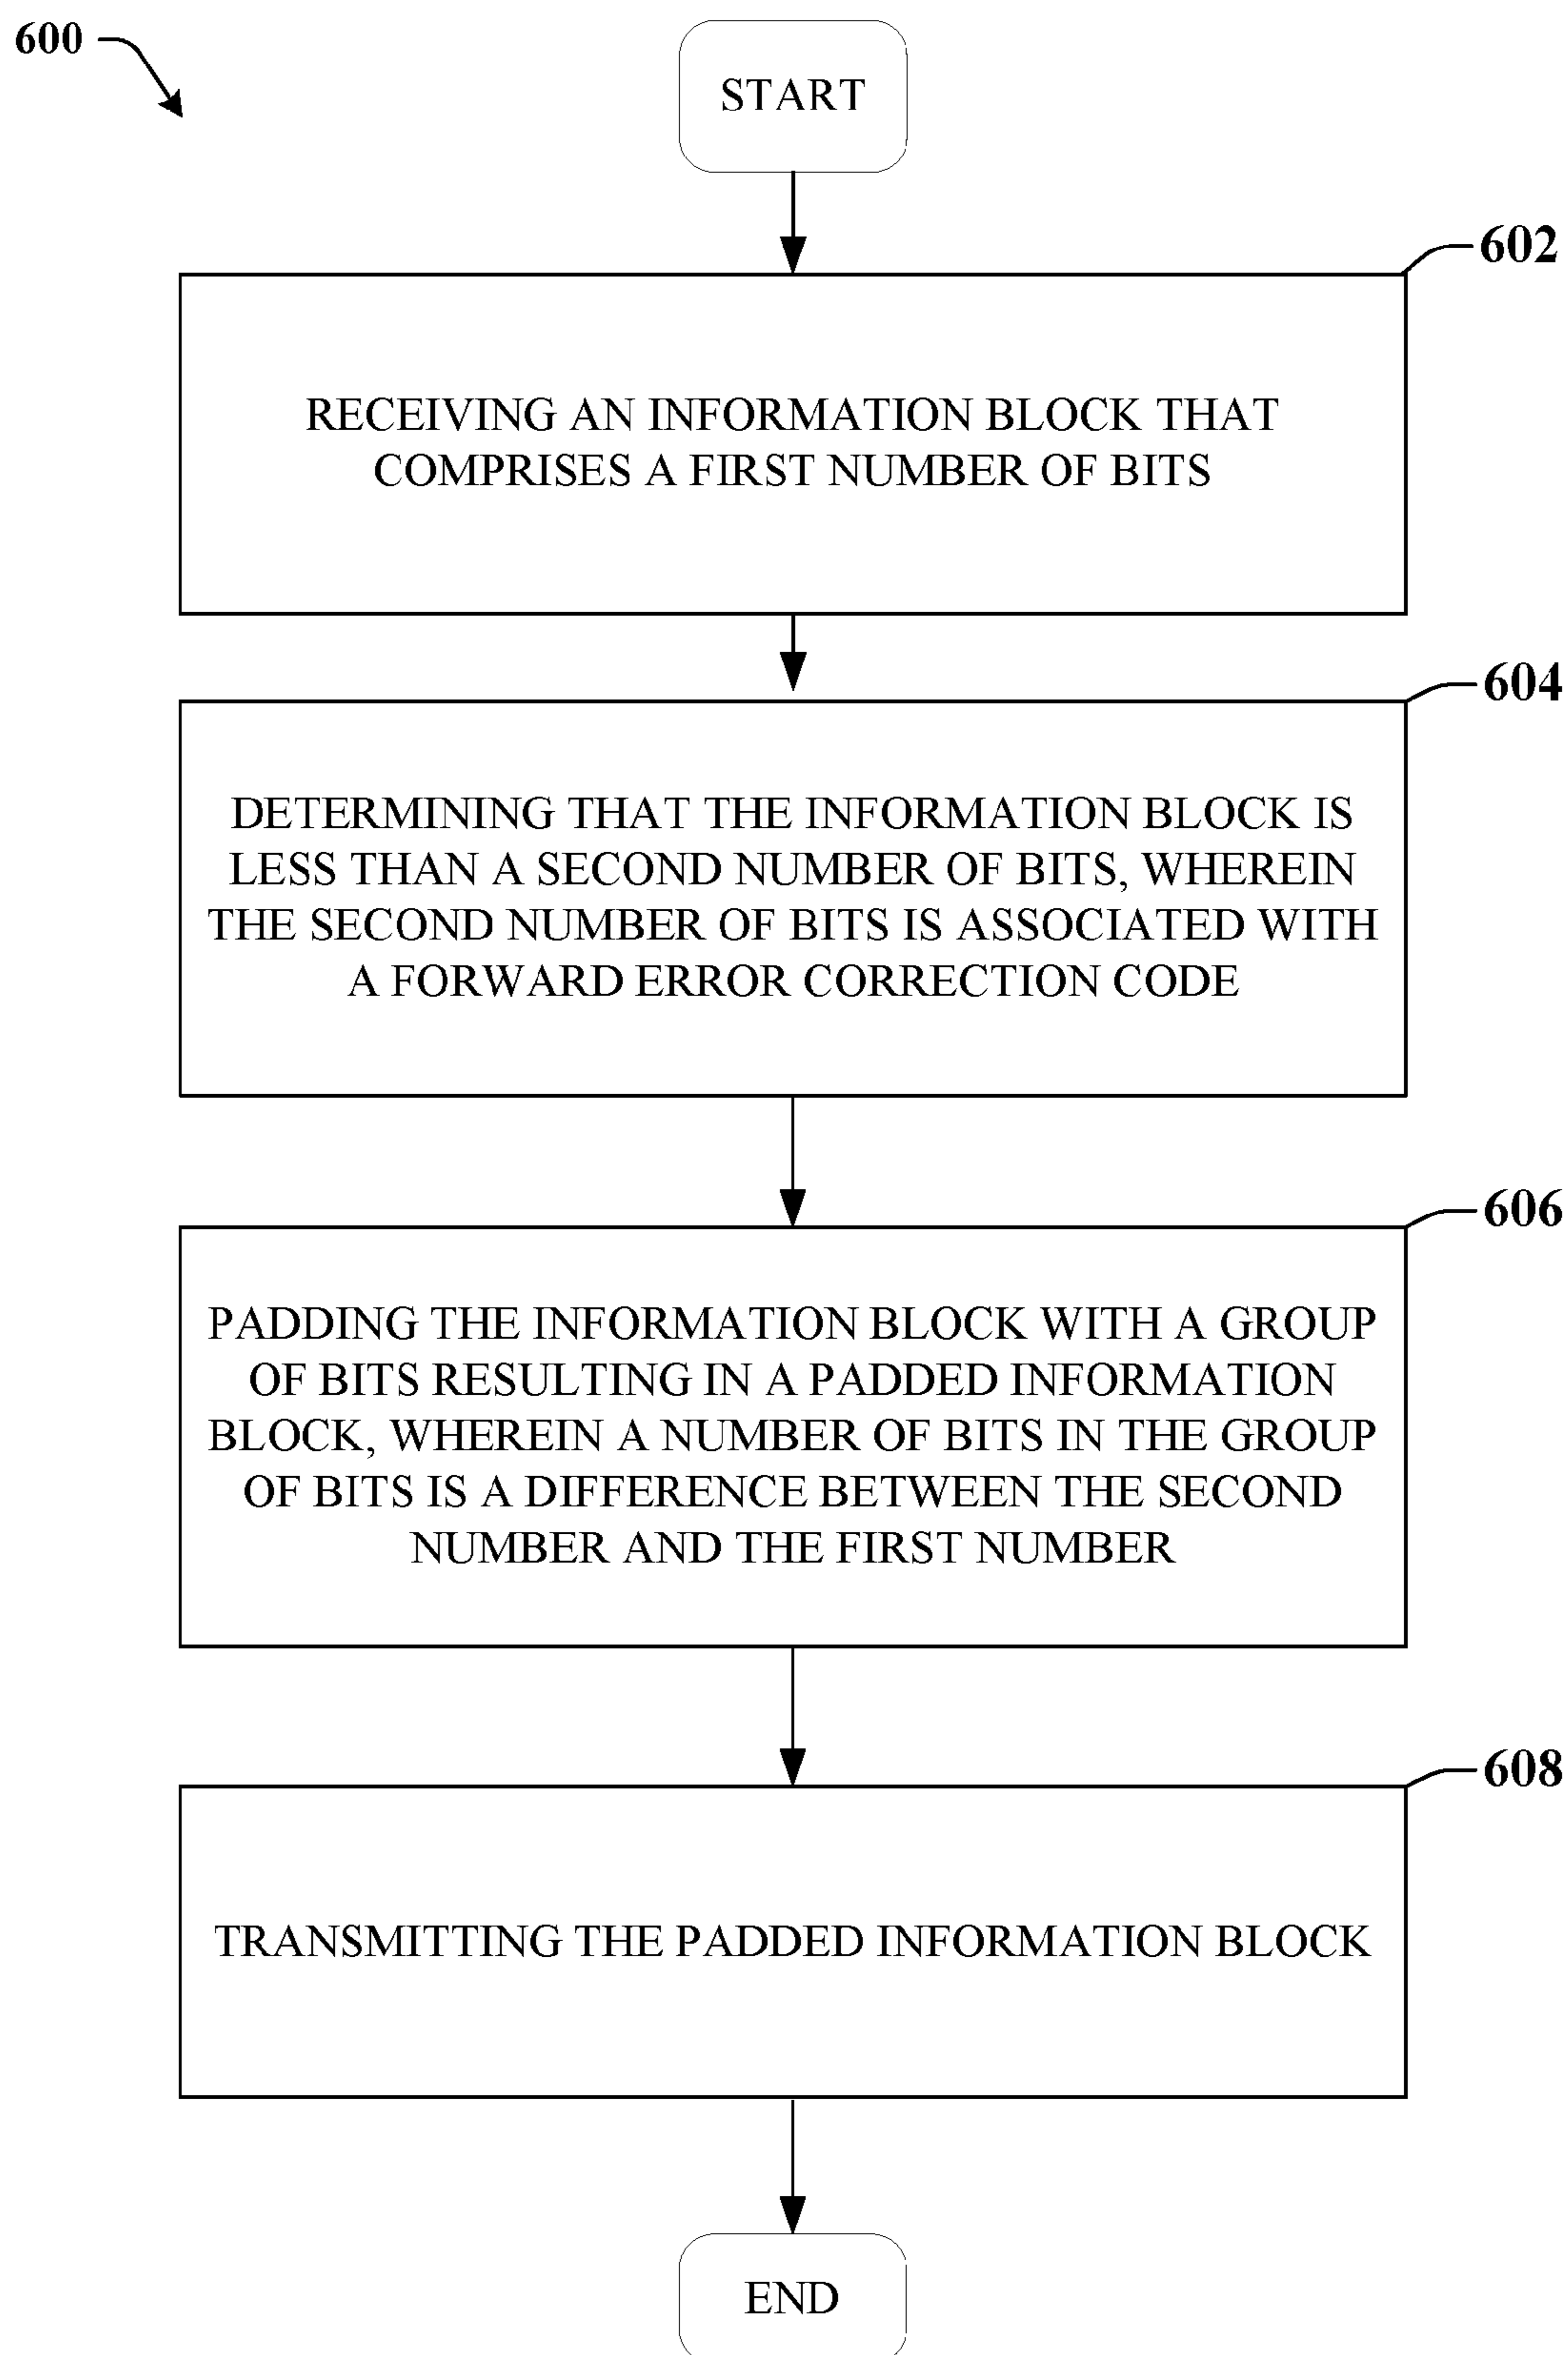 600
START
602
RECEIVING AN INFORMATION BLOCK THAT
COMPRISES A FIRST NUMBER OF BITS
604
DETERMINING THAT THE INFORMATION BLOCK IS
LESS THAN A SECOND NUMBER OF BITS, WHEREIN
THE SECOND NUMBER OF BITS IS ASSOCIATED WITH
A FORWARD ERROR CORRECTION CODE
606
PADDING THE INFORMATION BLOCK WITH A GROUP
OF BITS RESULTING IN A PADDED INFORMATION
BLOCK, WHEREIN A NUMBER OF BITS IN THE GROUP
OF BITS IS A DIFFERENCE BETWEEN THE SECOND
NUMBER AND THE FIRST NUMBER
608
TRANSMITTING THE PADDED INFORMATION BLOCK
END